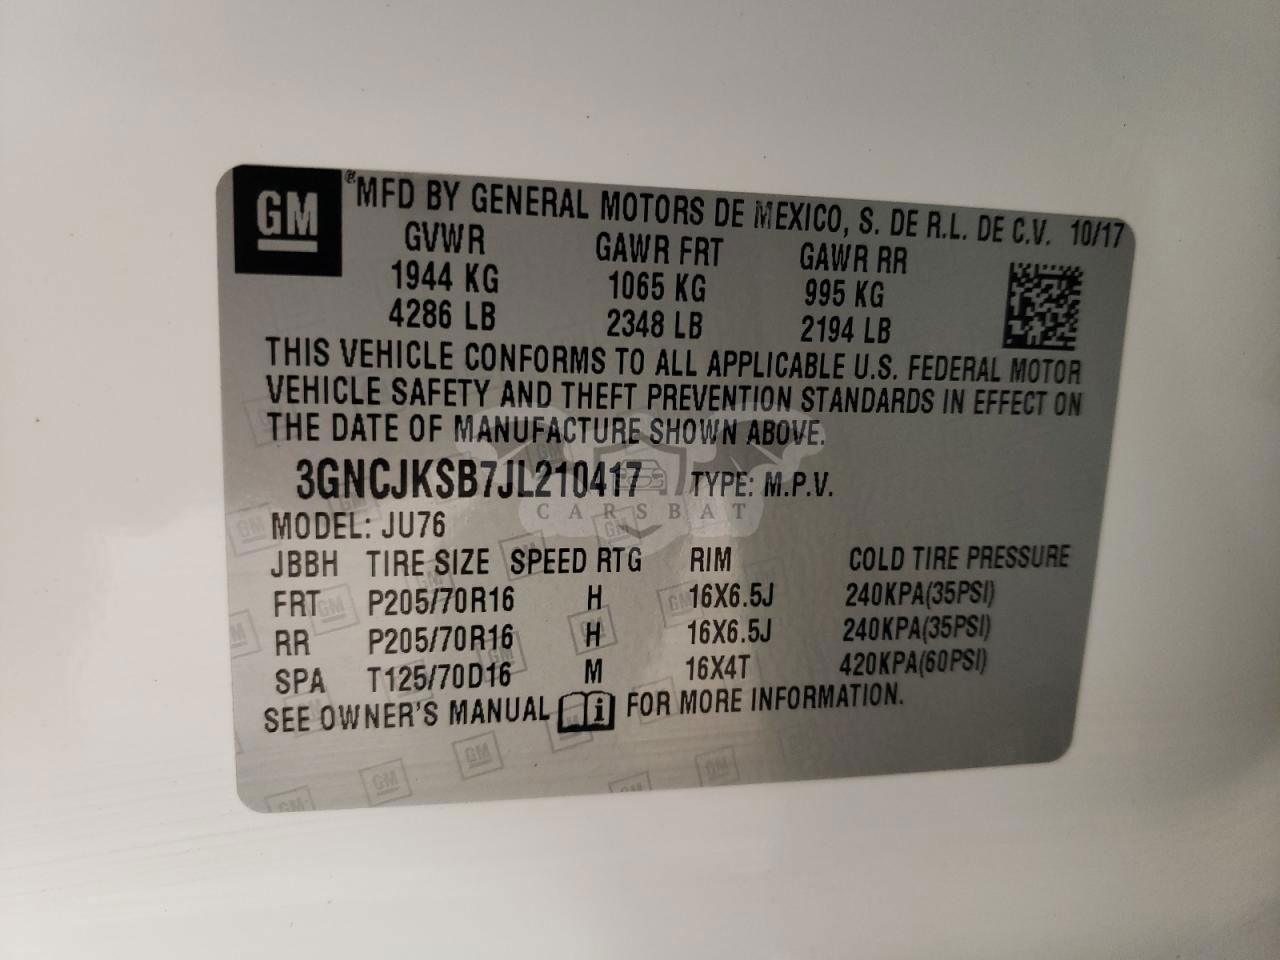 GM ®MFD BY GENERAL MOTORS DE MEXICO, S. DE R.L. DE C.V. 10/17
GVWR GAWR FRT GAWR RR
1944 KG 1065 KG 995 KG
4286 LB 2348 LB 2194 LB
THIS VEHICLE CONFORMS TO ALL APPLICABLE U.S. FEDERAL MOTOR
VEHICLE SAFETY AND THEFT PREVENTION STANDARDS IN EFFECT ON
THE DATE OF MANUFACTURE SHOWN ABOVE.
3GNCJKSB7JL210417 TYPE: M.P.V.
CARSBAT
MODEL: JU76
JBBH TIRE SIZE SPEED RTG RIM COLD TIRE PRESSURE
FRT P205/70R16 H 16X6.5J 240KPA(35PSI)
RR P205/70R16 H 16X6.5J 240KPA(35PSI)
SPA T125/70D16 M 16X4T 420KPA(60PSI)
SEE OWNER'S MANUAL i FOR MORE INFORMATION.